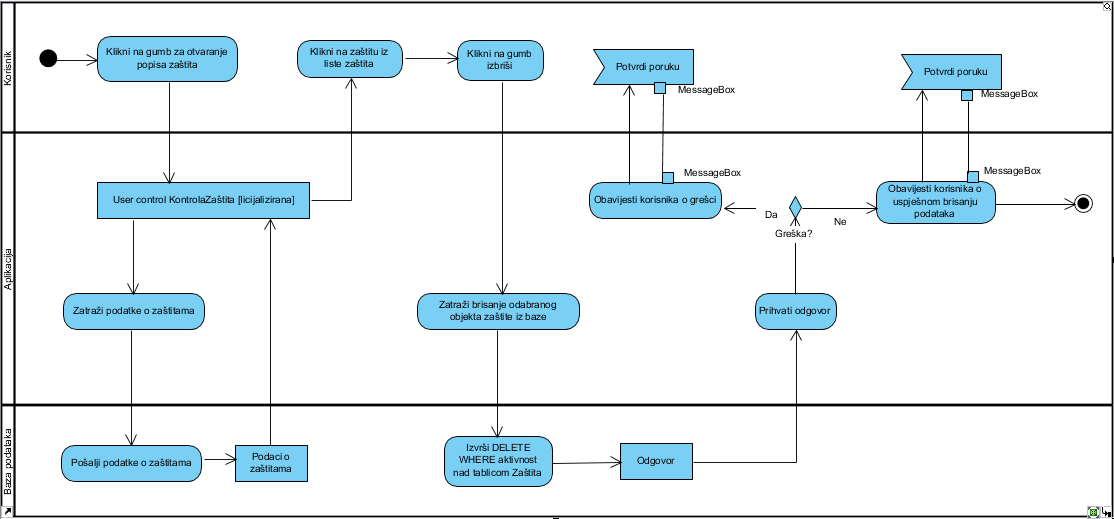 Korisnik
Klikni na gumb za otvaranje
popisa zaštita
Klikni na zaštitu iz
liste zaštita
Klikni na gumb
izbriši
Potvrdi poruku
MessageBox
Potvrdi poruku
MessageBox
Aplikacija
User control KontrolaZaštita [Iicijalizirana]
MessageBox
Obavijesti korisnika o grešci
Da
Greška?
Ne
MessageBox
Obavijesti korisnika o
uspješnom brisanju
podataka
Zatraži podatke o zaštitama
Zatraži brisanje odabranog
objekta zaštite iz baze
Prihvati odgovor
Baza podataka
Pošalji podatke o zaštitama
Podaci o
zaštitama
Izvrši DELETE
WHERE aktivnost
nad tablicom Zaštita
Odgovor